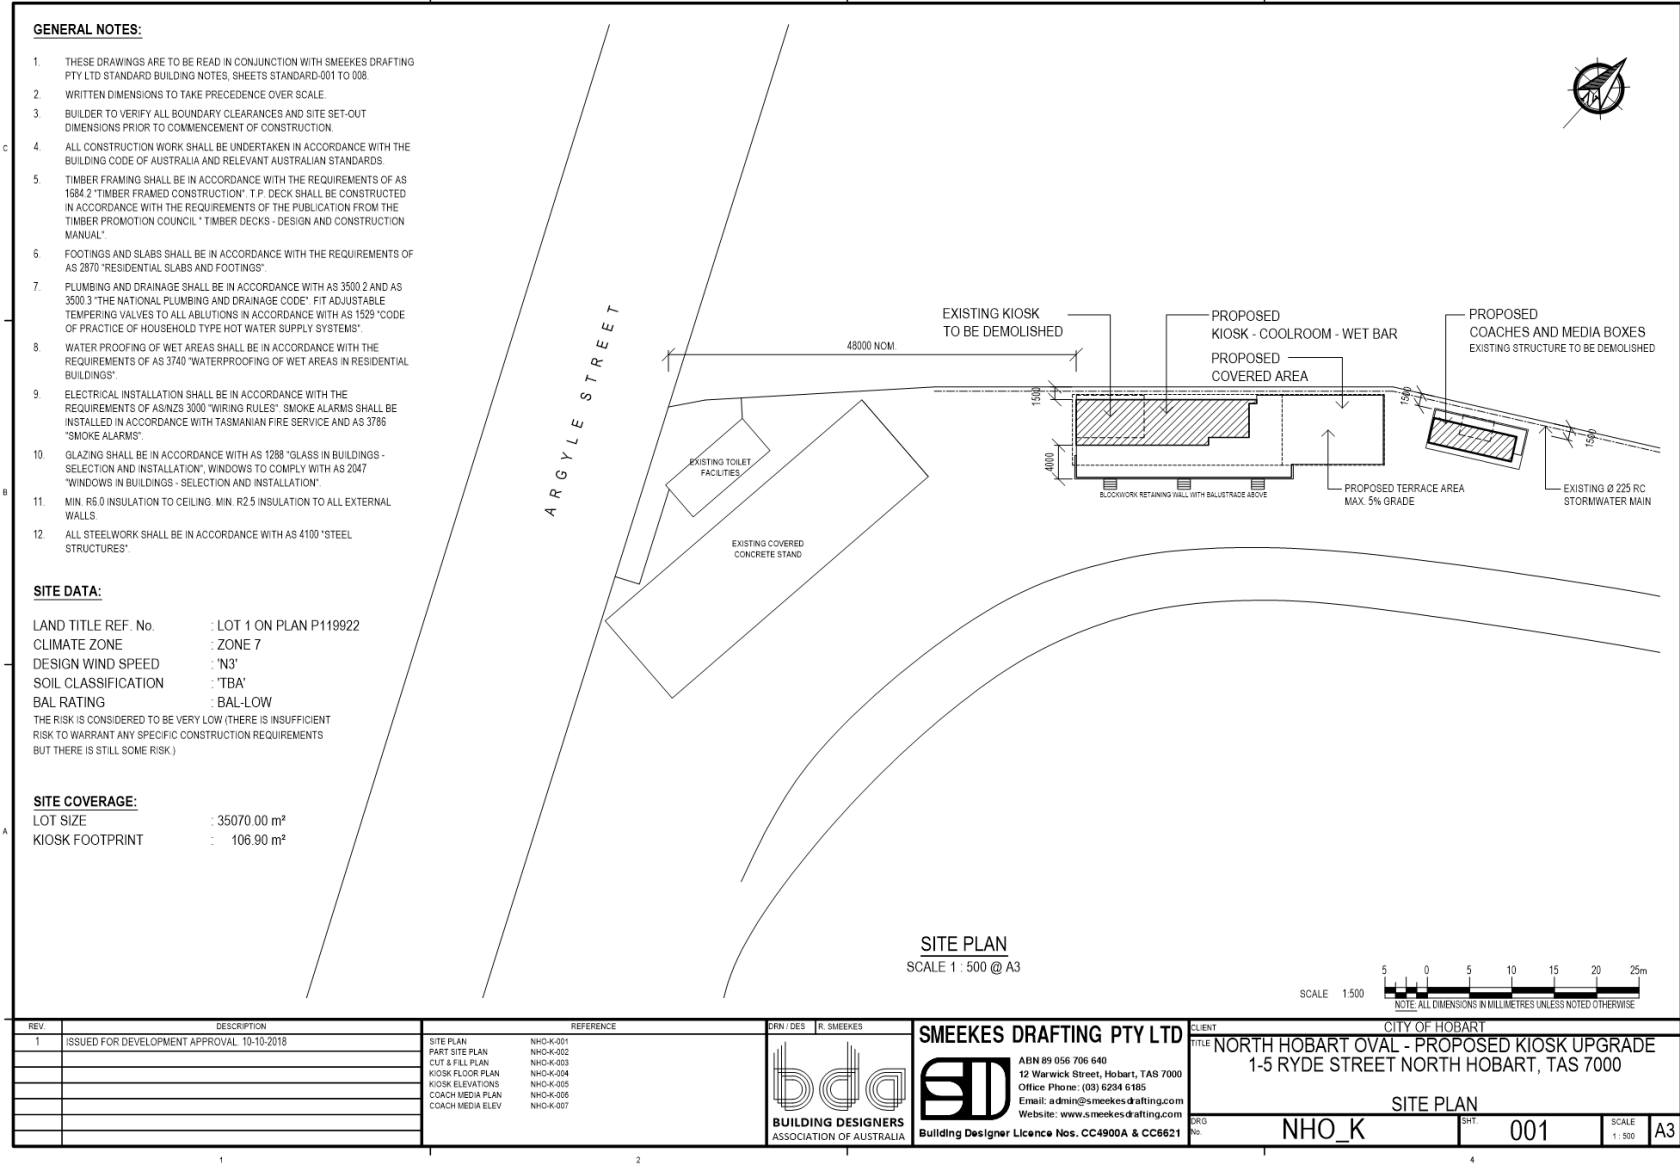 GENERAL NOTES:
1. THESE DRAWINGS ARE TO BE READ IN CONJUNCTION WITH SMEEKES DRAFTING
PTY LTD STANDARD BUILDING NOTES, SHEETS STANDARD-001 TO 008.
2. WRITTEN DIMENSIONS TO TAKE PRECEDENCE OVER SCALE.
3. BUILDER TO VERIFY ALL BOUNDARY CLEARANCES AND SITE SET-OUT
DIMENSIONS PRIOR TO COMMENCEMENT OF CONSTRUCTION.
4. ALL CONSTRUCTION WORK SHALL BE UNDERTAKEN IN ACCORDANCE WITH THE
BUILDING CODE OF AUSTRALIA AND RELEVANT AUSTRALIAN STANDARDS.
5. TIMBER FRAMING SHALL BE IN ACCORDANCE WITH THE REQUIREMENTS OF AS
1684.2 "TIMBER FRAMED CONSTRUCTION". T.P. DECK SHALL BE CONSTRUCTED
IN ACCORDANCE WITH THE REQUIREMENTS OF THE PUBLICATION FROM THE
TIMBER PROMOTION COUNCIL " TIMBER DECKS - DESIGN AND CONSTRUCTION
MANUAL".
6. FOOTINGS AND SLABS SHALL BE IN ACCORDANCE WITH THE REQUIREMENTS OF
AS 2870 "RESIDENTIAL SLABS AND FOOTINGS".
7. PLUMBING AND DRAINAGE SHALL BE IN ACCORDANCE WITH AS 3500.2 AND AS
3500.3 "THE NATIONAL PLUMBING AND DRAINAGE CODE". FIT ADJUSTABLE
TEMPERING VALVES TO ALL ABLUTIONS IN ACCORDANCE WITH AS 1529 "CODE
OF PRACTICE OF HOUSEHOLD TYPE HOT WATER SUPPLY SYSTEMS".
8. WATER PROOFING OF WET AREAS SHALL BE IN ACCORDANCE WITH THE
REQUIREMENTS OF AS 3740 "WATERPROOFING OF WET AREAS IN RESIDENTIAL
BUILDINGS".
9. ELECTRICAL INSTALLATION SHALL BE IN ACCORDANCE WITH THE
REQUIREMENTS OF AS/NZS 3000 "WIRING RULES". SMOKE ALARMS SHALL BE
INSTALLED IN ACCORDANCE WITH TASMANIAN FIRE SERVICE AND AS 3786
"SMOKE ALARMS".
10. GLAZING SHALL BE IN ACCORDANCE WITH AS 1288 "GLASS IN BUILDINGS -
SELECTION AND INSTALLATION", WINDOWS TO COMPLY WITH AS 2047
"WINDOWS IN BUILDINGS - SELECTION AND INSTALLATION".
11. MIN. R6.0 INSULATION TO CEILING. MIN. R2.5 INSULATION TO ALL EXTERNAL
WALLS.
12. ALL STEELWORK SHALL BE IN ACCORDANCE WITH AS 4100 "STEEL
STRUCTURES".
SITE DATA:
LAND TITLE REF. No. : LOT 1 ON PLAN P119922
CLIMATE ZONE : ZONE 7
DESIGN WIND SPEED : 'N3'
SOIL CLASSIFICATION : 'TBA'
BAL RATING : BAL-LOW
THE RISK IS CONSIDERED TO BE VERY LOW (THERE IS INSUFFICIENT
RISK TO WARRANT ANY SPECIFIC CONSTRUCTION REQUIREMENTS
BUT THERE IS STILL SOME RISK.)
SITE COVERAGE:
LOT SIZE : 35070.00 m²
KIOSK FOOTPRINT : 106.90 m²
ARGYLE STREET
EXISTING TOILET
FACILITIES
EXISTING COVERED
CONCRETE STAND
48000 NOM.
EXISTING KIOSK
TO BE DEMOLISHED
PROPOSED
KIOSK - COOLROOM - WET BAR
PROPOSED
COVERED AREA
PROPOSED
COACHES AND MEDIA BOXES
EXISTING STRUCTURE TO BE DEMOLISHED
1500
4000
1500
1500
BLOCKWORK RETAINING WALL WITH BALUSTRADE ABOVE
PROPOSED TERRACE AREA
MAX. 5% GRADE
EXISTING Ø 225 RC
STORMWATER MAIN
SITE PLAN
SCALE 1 : 500 @ A3
SCALE 1:500
5 0 5 10 15 20 25m
NOTE: ALL DIMENSIONS IN MILLIMETRES UNLESS NOTED OTHERWISE
C
B
A
REV. DESCRIPTION
1 ISSUED FOR DEVELOPMENT APPROVAL. 10-10-2018
REFERENCE
SITE PLAN NHO-K-001
PART SITE PLAN NHO-K-002
CUT & FILL PLAN NHO-K-003
KIOSK FLOOR PLAN NHO-K-004
KIOSK ELEVATIONS NHO-K-005
COACH MEDIA PLAN NHO-K-006
COACH MEDIA ELEV NHO-K-007
DRN / DES R. SMEEKES
bda
BUILDING DESIGNERS
ASSOCIATION OF AUSTRALIA
SMEEKES DRAFTING PTY LTD
SD
ABN 89 056 706 640
12 Warwick Street, Hobart, TAS 7000
Office Phone: (03) 6234 6185
Email: admin@smeekesdrafting.com
Website: www.smeekesdrafting.com
Building Designer Licence Nos. CC4900A & CC6621
CLIENT CITY OF HOBART
TITLE NORTH HOBART OVAL - PROPOSED KIOSK UPGRADE
1-5 RYDE STREET NORTH HOBART, TAS 7000
SITE PLAN
DRG No. NHO_K
SHT. 001
SCALE 1 : 500
A3
1 2 4